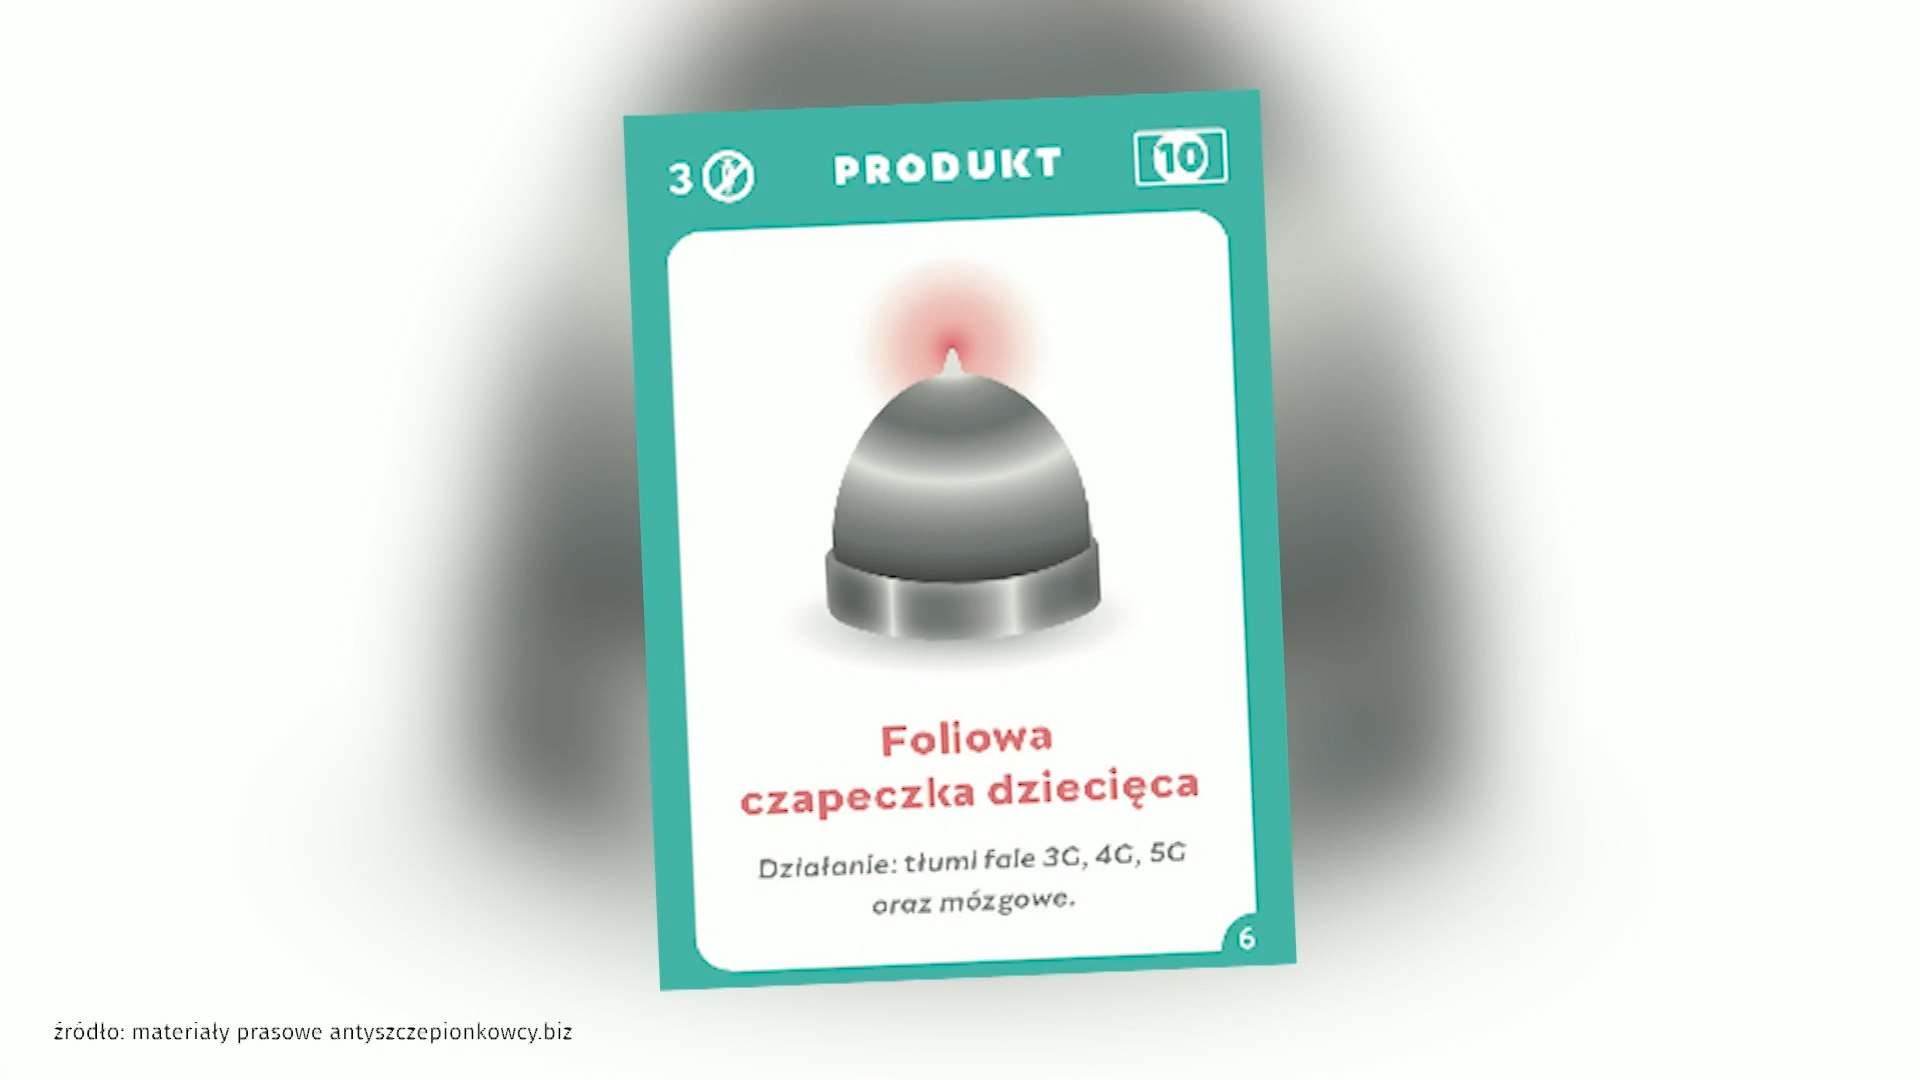 3 PRODUKT 10
Foliowa
czapeczka dziecięca
Działanie: tłumi fale 3G, 4G, 5G
oraz mózgowe.
6
źródło: materiały prasowe antyszczepionkowcy.biz